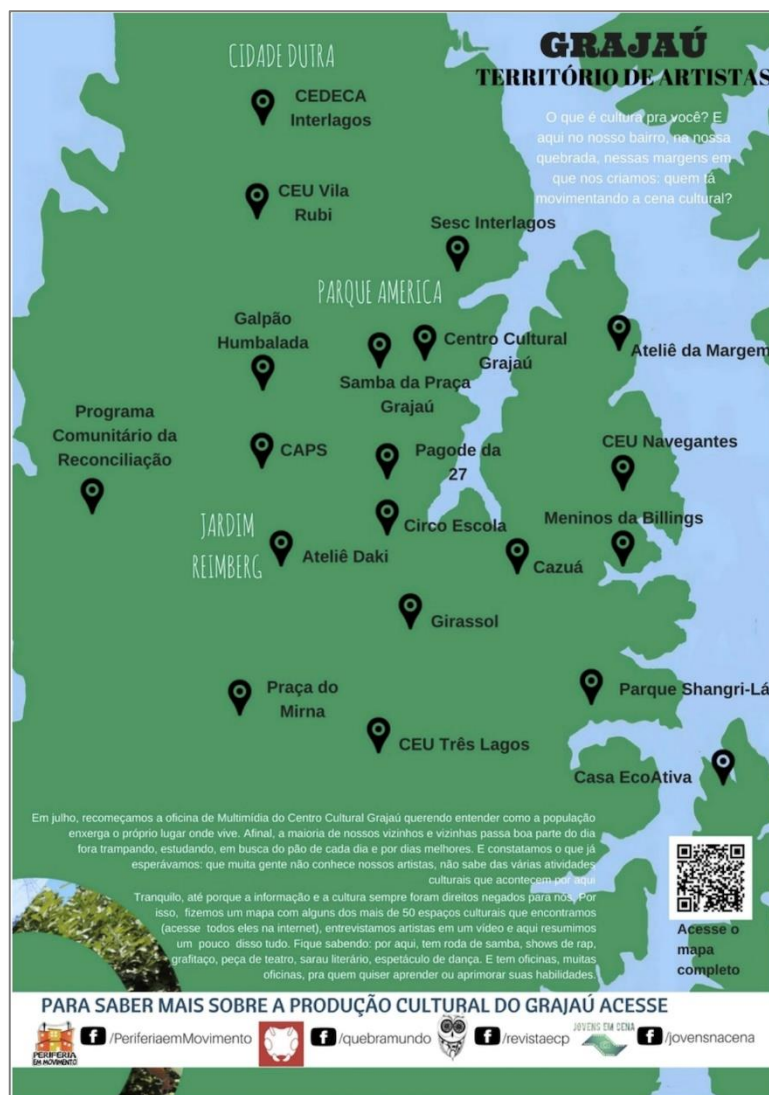 GRAJAÚ
TERRITÓRIO DE ARTISTAS
O que é cultura pra você? E
aqui no nosso bairro, na nossa
quebrada, nessas margens em
que nos criamos: quem tá
movimentando a cena cultural?
CIDADE DUTRA
CEDECA
Interlagos
CEU Vila
Rubi
Sesc Interlagos
PARQUE AMERICA
Galpão
Humbalada
Centro Cultural
Grajaú
Samba da Praça
Grajaú
Ateliê da Margem
Programa
Comunitário da
Reconciliação
CAPS
Pagode da
27
CEU Navegantes
Circo Escola
Meninos da Billings
JARDIM
REIMBERG
Ateliê Daki
Cazuá
Girassol
Praça do
Mirna
Parque Shangri-Lá
CEU Três Lagos
Casa EcoAtiva
Em julho, recomeçamos a oficina de Multimídia do Centro Cultural Grajaú querendo entender como a população
enxerga o próprio lugar onde vive. Afinal, a maioria de nossos vizinhos e vizinhas passa boa parte do dia
fora trampando, estudando, em busca do pão de cada dia e por dias melhores. E constatamos o que já
esperávamos: que muita gente não conhece nossos artistas, não sabe das várias atividades
culturais que acontecem por aqui
Tranquilo, até porque a informação e a cultura sempre foram direitos negados para nós. Por
isso, fizemos um mapa com alguns dos mais de 50 espaços culturais que encontramos
(acesse todos eles na internet), entrevistamos artistas em um vídeo e aqui resumimos
um pouco disso tudo. Fique sabendo: por aqui, tem roda de samba, shows de rap,
grafitaço, peça de teatro, sarau literário, espetáculo de dança. E tem oficinas, muitas
oficinas, pra quem quiser aprender ou aprimorar suas habilidades.
Acesse o
mapa
completo
PARA SABER MAIS SOBRE A PRODUÇÃO CULTURAL DO GRAJAÚ ACESSE
PERIFERIA
EM MOVIMENTO
/PeriferiaemMovimento
/quebramundo
/revistaecp
JOVENS EM CENA
/jovensnacena